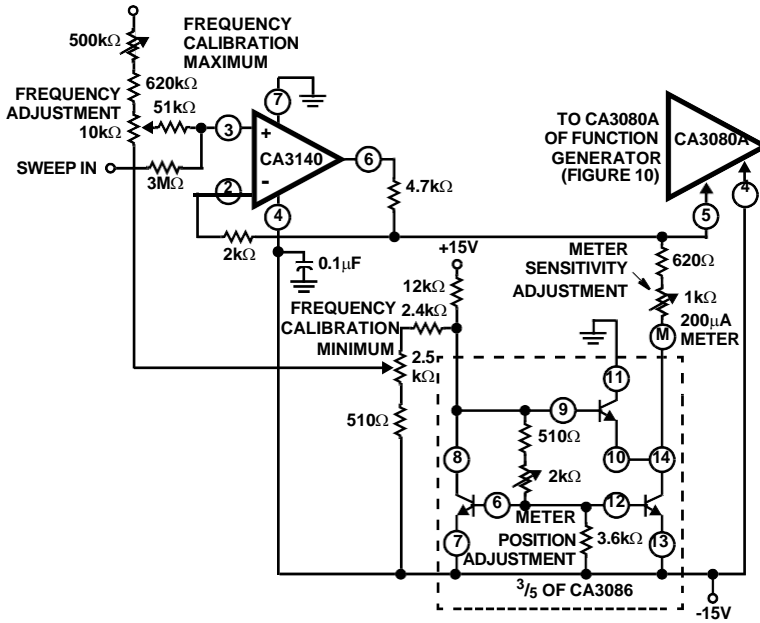 500kΩ
FREQUENCY
CALIBRATION
MAXIMUM
620kΩ
FREQUENCY
ADJUSTMENT
10kΩ
51kΩ
SWEEP IN
3MΩ
7
3
+
CA3140
6
2
-
4
4.7kΩ
2kΩ
0.1µF
TO CA3080A
OF FUNCTION
GENERATOR
(FIGURE 10)
CA3080A
4
5
+15V
12kΩ
METER
SENSITIVITY
ADJUSTMENT
620Ω
1kΩ
200µA
METER
M
FREQUENCY
CALIBRATION
MINIMUM
2.4kΩ
2.5
kΩ
510Ω
11
9
510Ω
10
14
8
2kΩ
6
12
METER
POSITION
ADJUSTMENT
3.6kΩ
7
13
3/5 OF CA3086
-15V